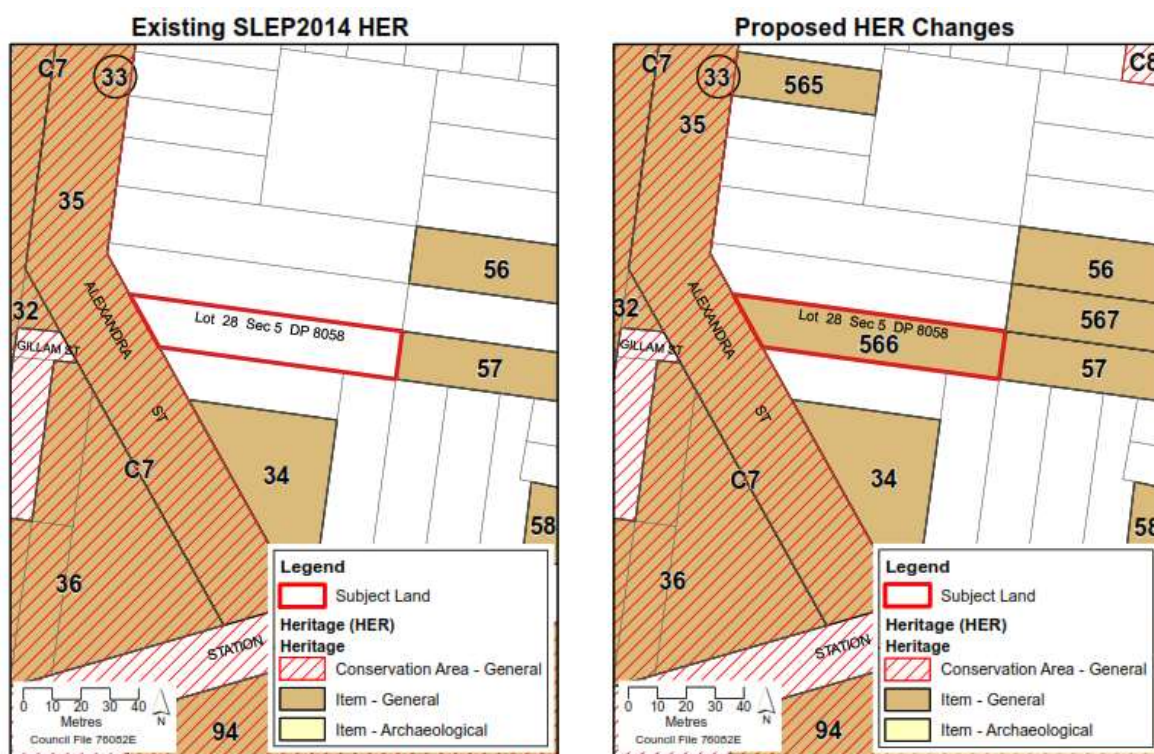 Existing SLEP2014 HER
C7
33
35
56
32
ALEXANDRA
Lot 28 Sec 5 DP 8058
GILLAM ST
57
ST
C7
34
58
36
Legend
Subject Land
Heritage (HER)
Heritage
Conservation Area - General
Item - General
Item - Archaeological
STATION
0 10 20 30 40
Metres
N
Council File 76082E
94
Proposed HER Changes
C7
33
565
C8
35
56
32
ALEXANDRA
Lot 28 Sec 5 DP 8058
567
GILLAM ST
566
57
ST
C7
34
58
36
Legend
Subject Land
Heritage (HER)
Heritage
Conservation Area - General
Item - General
Item - Archaeological
STATION
0 10 20 30 40
Metres
N
Council File 76082E
94